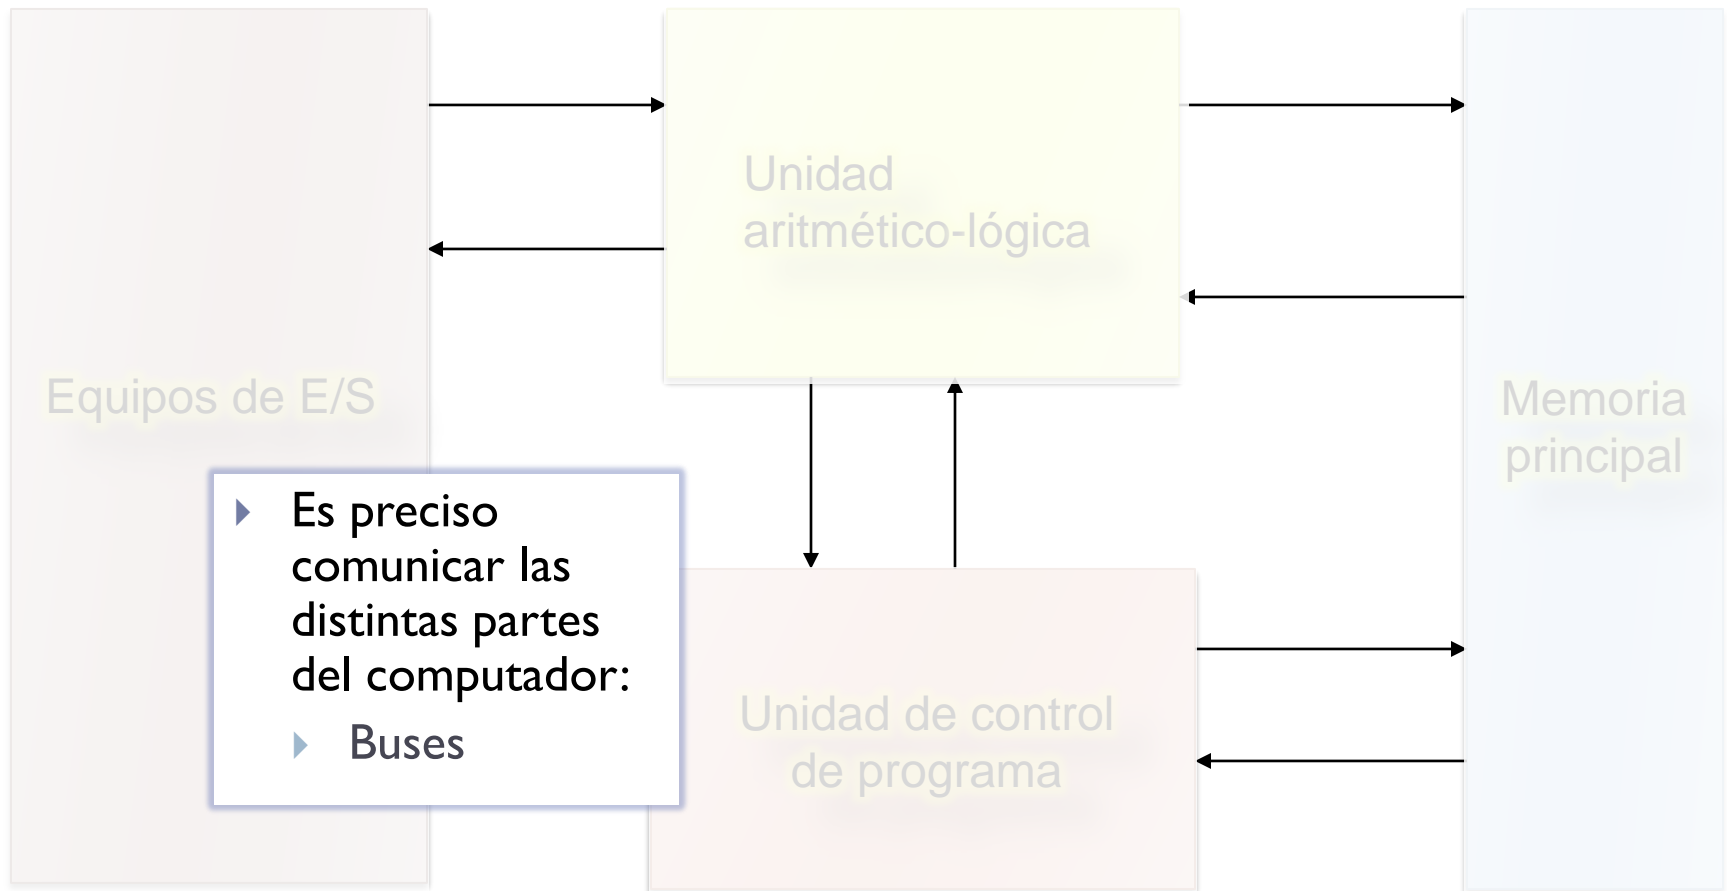 Unidad
aritmético-lógica
Equipos de E/S
Memoria
principal
Es preciso
comunicar las
distintas partes
del computador:
Buses
Unidad de control
de programa